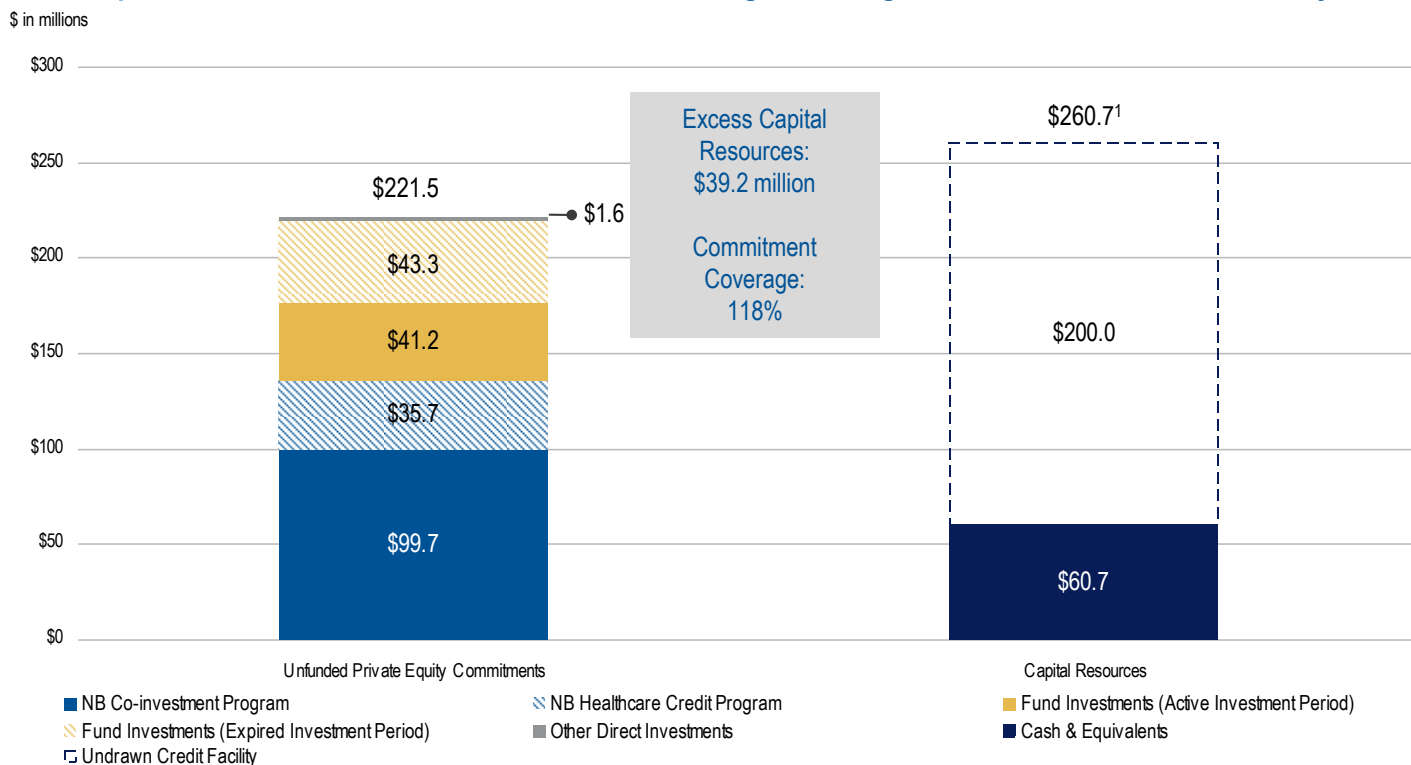 $ in millions
$300
$250
$200
$150
$100
$50
$0
$221.5
$1.6
$43.3
$41.2
$35.7
$99.7
Excess Capital
Resources:
$39.2 million
Commitment
Coverage:
118%
$260.7¹
$200.0
$60.7
Unfunded Private Equity Commitments
Capital Resources
NB Co-investment Program
NB Healthcare Credit Program
Fund Investments (Active Investment Period)
Fund Investments (Expired Investment Period)
Other Direct Investments
Cash & Equivalents
Undrawn Credit Facility